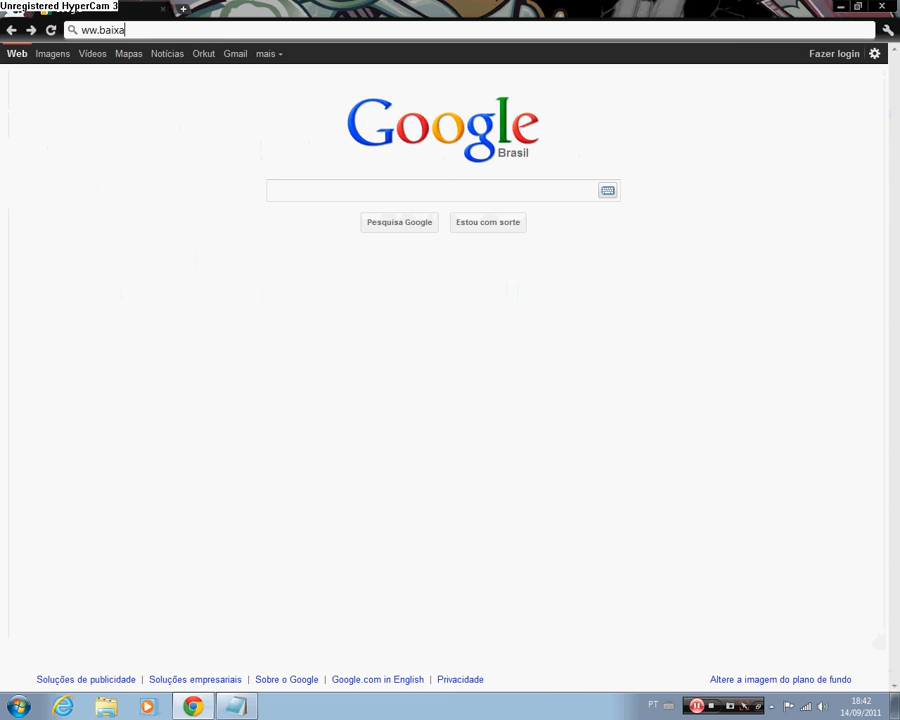 Unregistered HyperCam 3
ww.baixa
Web Imagens Vídeos Mapas Notícias Orkut Gmail mais Fazer login
Google
Brasil
Pesquisa Google Estou com sorte
Soluções de publicidade | Soluções empresariais | Sobre o Google | Google.com in English | Privacidade Altere a imagem do plano de fundo
PT 18:42
14/09/2011